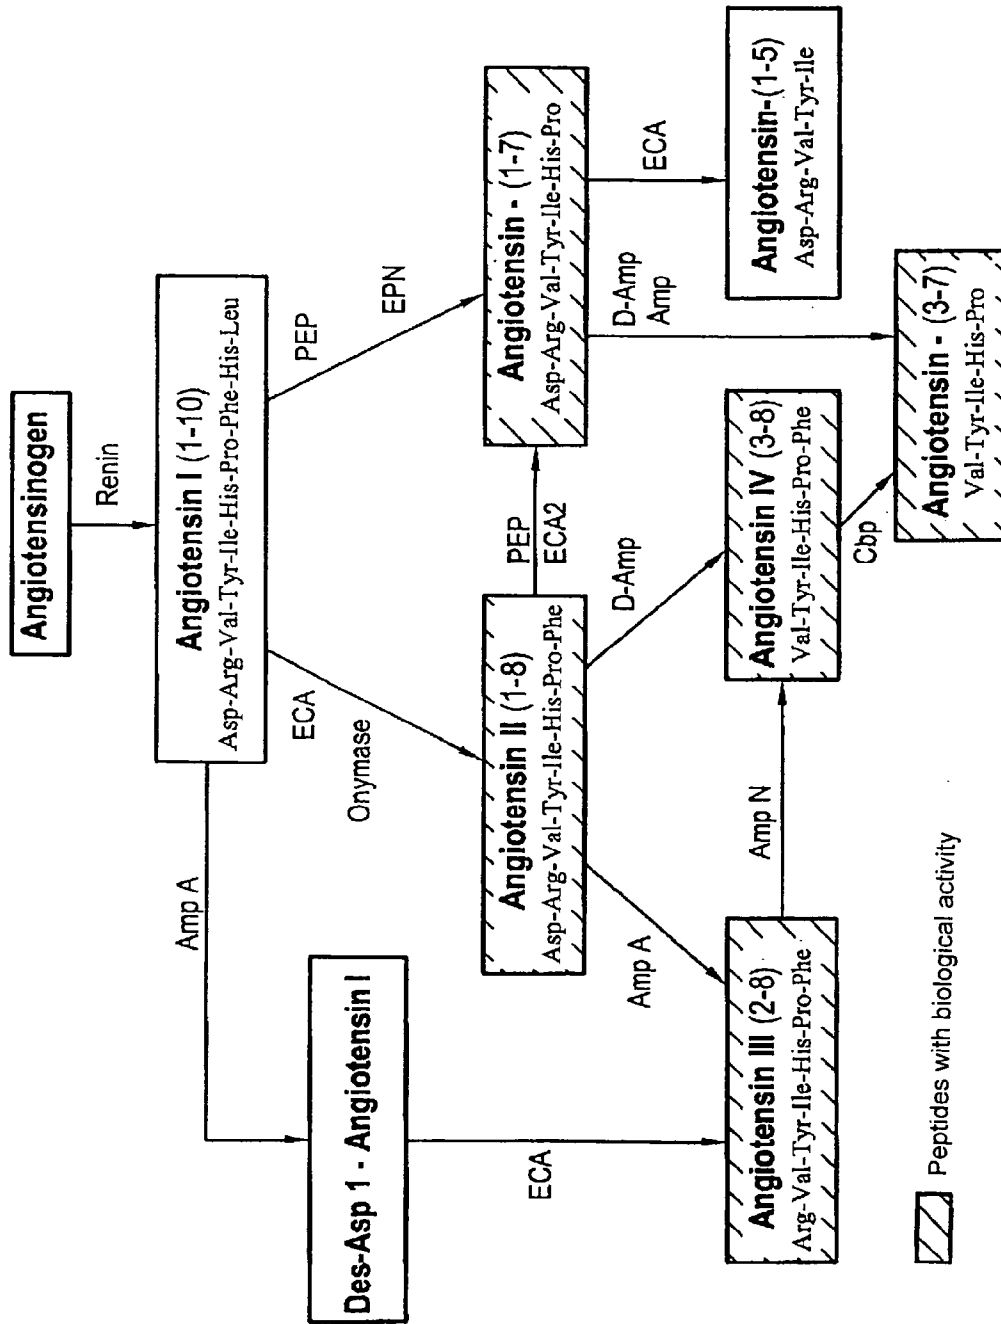 Angiotensinogen
Renin
Angiotensin I (1-10)
Asp-Arg-Val-Tyr-Ile-His-Pro-Phe-His-Leu
Amp A
ECA
Onymase
PEP
EPN
Des-Asp 1 - Angiotensin I
Angiotensin II (1-8)
Asp-Arg-Val-Tyr-Ile-His-Pro-Phe
PEP
ECA2
Angiotensin - (1-7)
Asp-Arg-Val-Tyr-Ile-His-Pro
ECA
Amp A
D-Amp
D-Amp
Amp
ECA
Angiotensin III (2-8)
Arg-Val-Tyr-Ile-His-Pro-Phe
Amp N
Angiotensin IV (3-8)
Val-Tyr-Ile-His-Pro-Phe
Angiotensin-(1-5)
Asp-Arg-Val-Tyr-Ile
Cbp
Angiotensin - (3-7)
Val-Tyr-Ile-His-Pro
Peptides with biological activity